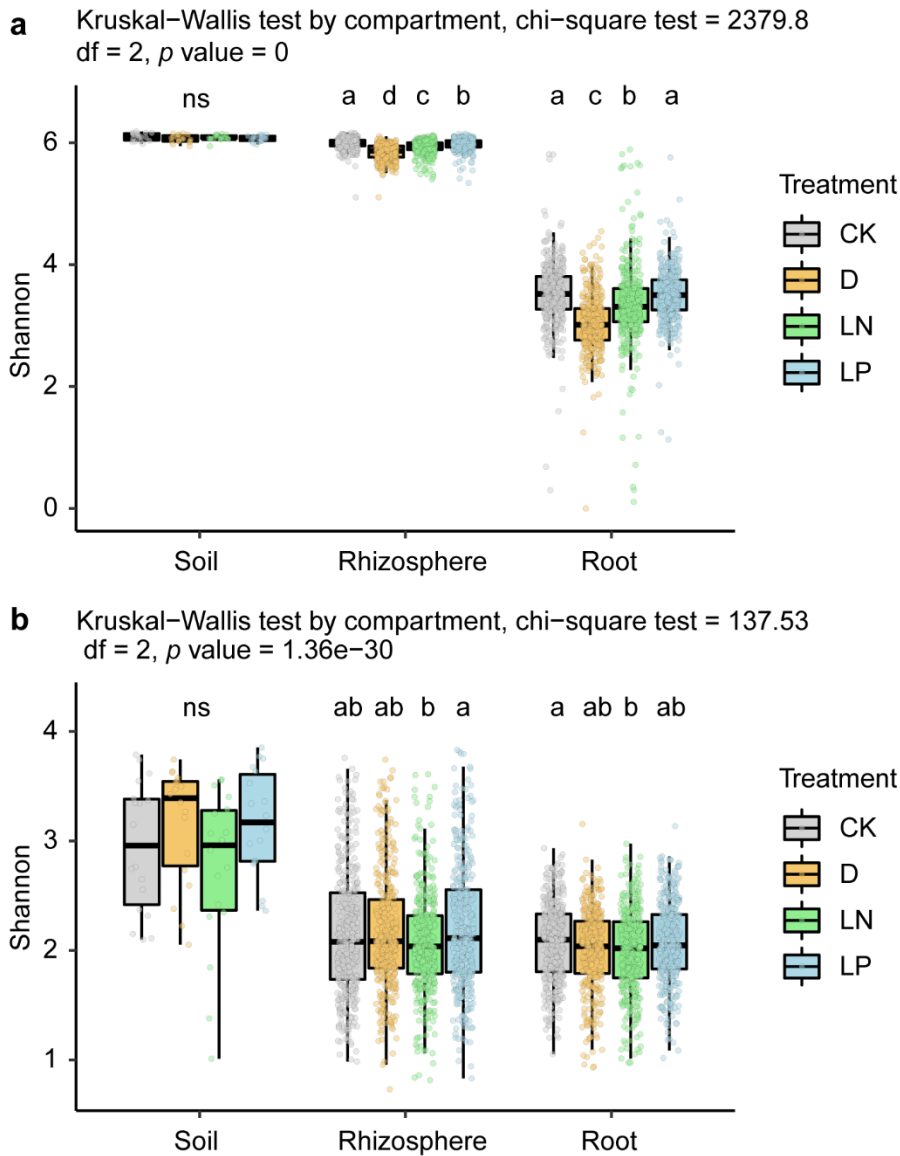 a
Kruskal−Wallis test by compartment, chi−square test = 2379.8
df = 2, p value = 0
ns
a d c b
a c b a
6
4
2
0
Shannon
Soil
Rhizosphere
Root
Treatment
CK
D
LN
LP
b
Kruskal−Wallis test by compartment, chi−square test = 137.53
df = 2, p value = 1.36e−30
ns
ab ab b a
a ab b ab
4
3
2
1
Shannon
Soil
Rhizosphere
Root
Treatment
CK
D
LN
LP